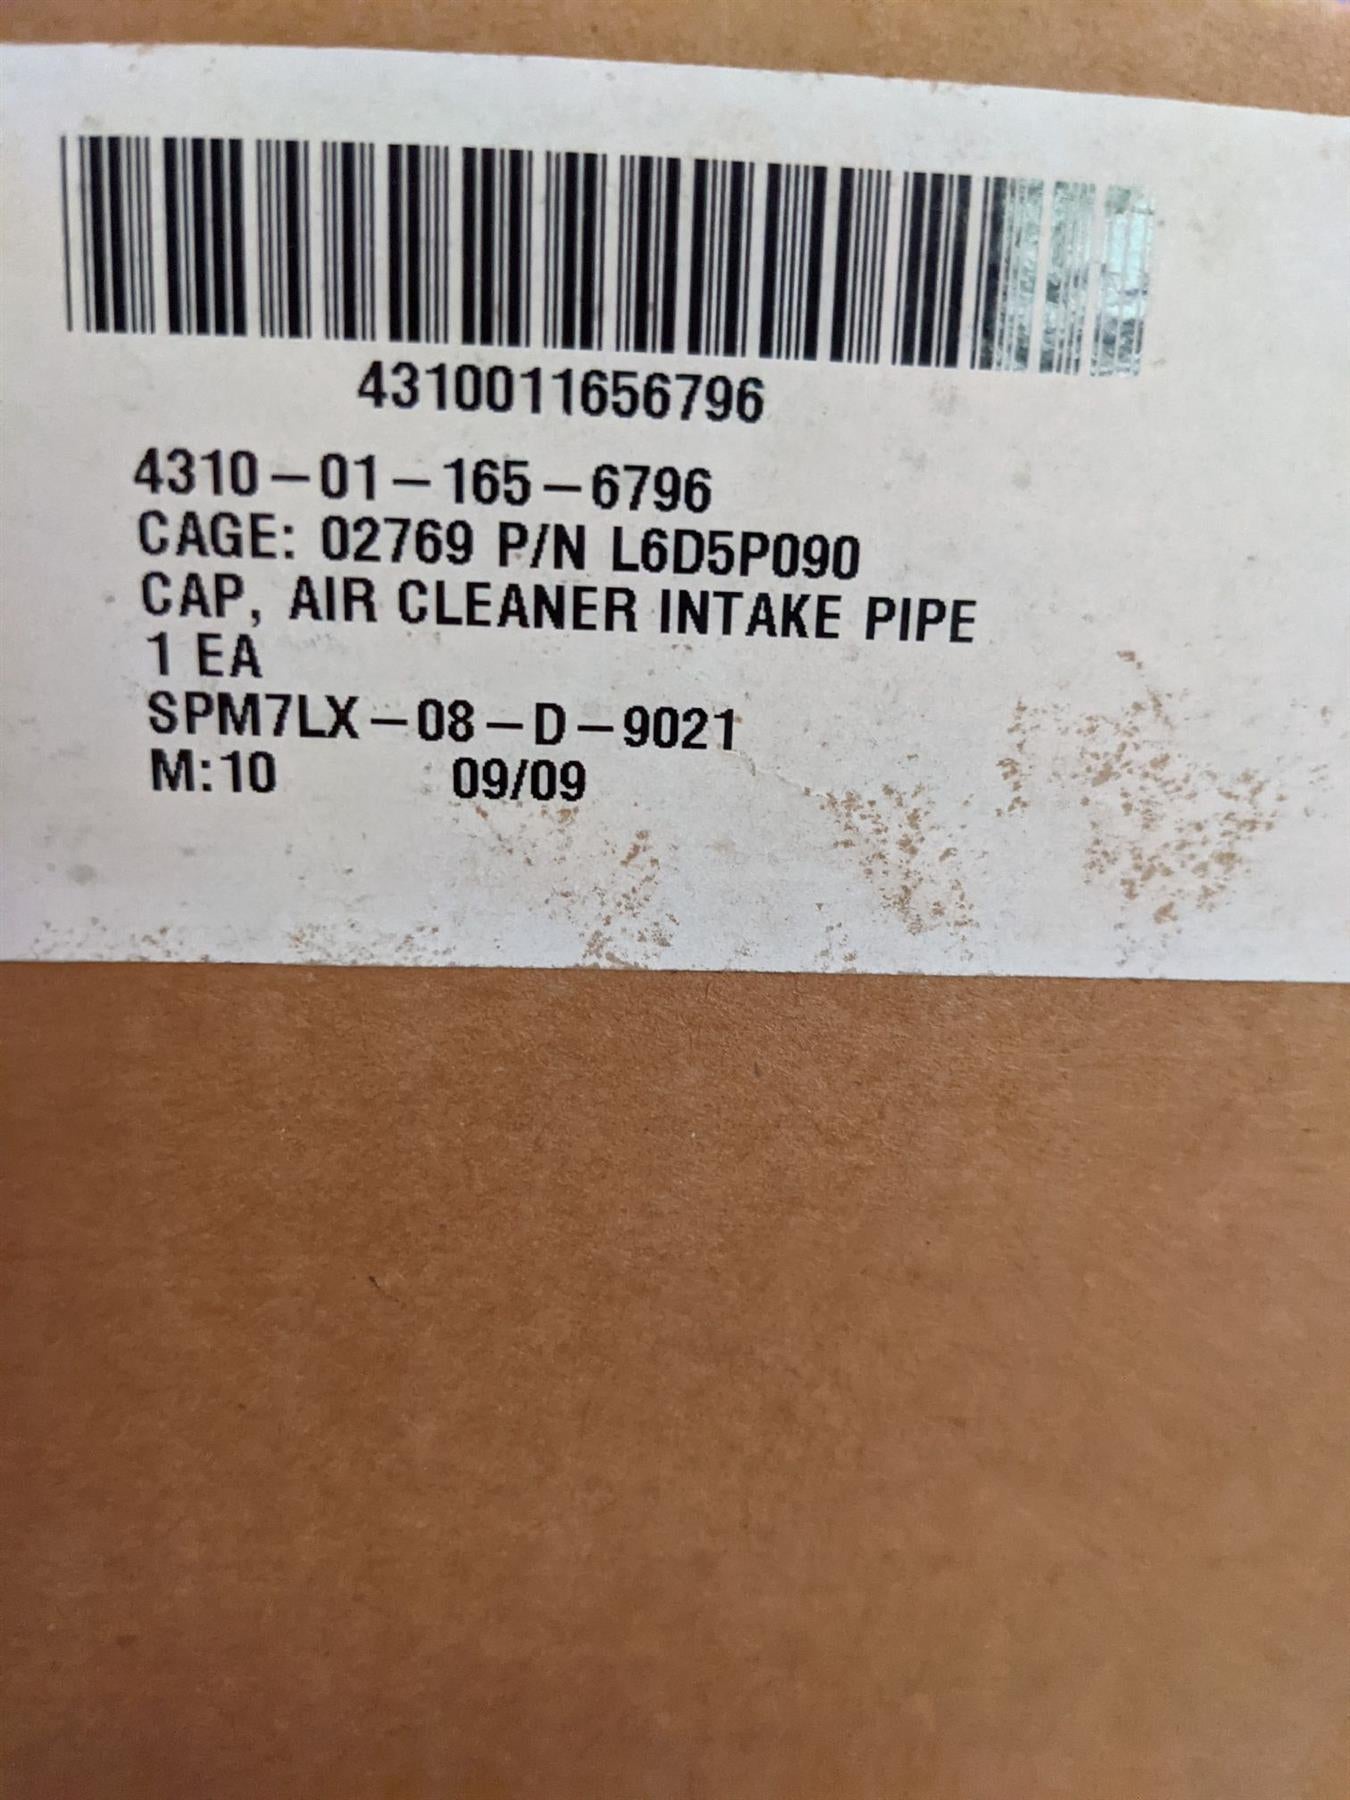 4310011656796
4310-01-165-6796
CAGE: 02769 P/N L6D5P090
CAP, AIR CLEANER INTAKE PIPE
1 EA
SPM7LX-08-D-9021
M:10 09/09